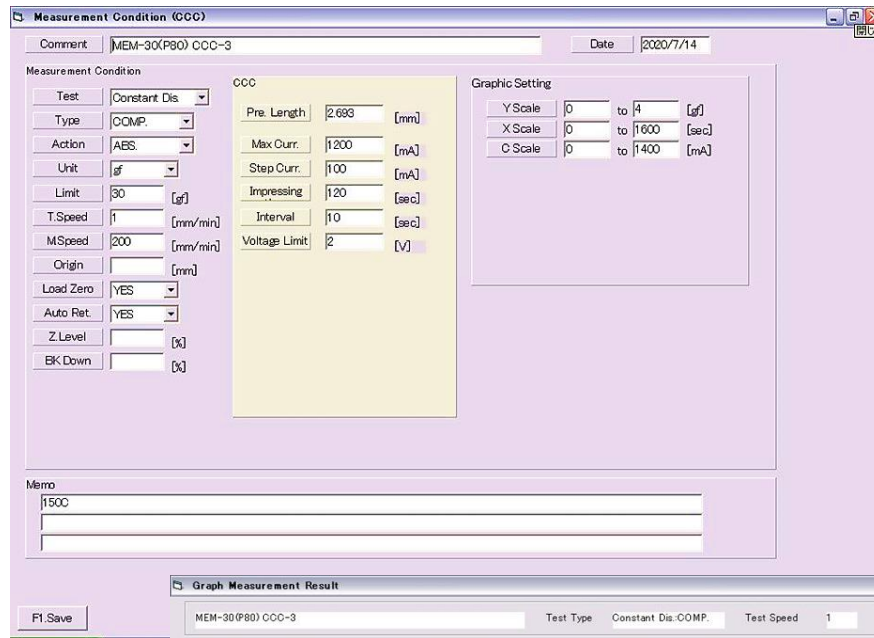 Measurement Condition (CCC)
Comment MEM-30(P80) CCC-3 Date 2020/7/14
Measurement Condition
Test Constant Dis.
Type COMP.
Action ABS.
Unit gf
Limit 30 [gf]
T.Speed 1 [mm/min]
M.Speed 200 [mm/min]
Origin [mm]
Load Zero YES
Auto Ret. YES
Z.Level [%]
BK Down [%]
CCC
Pre. Length 2.693 [mm]
Max Curr. 1200 [mA]
Step Curr. 100 [mA]
Impressing 120 [sec]
Interval 10 [sec]
Voltage Limit 2 [V]
Graphic Setting
Y Scale 0 to 4 [gf]
X Scale 0 to 1600 [sec]
C Scale 0 to 1400 [mA]
Memo
150C
Graph Measurement Result
F1.Save MEM-30(P80) CCC-3 Test Type Constant Dis.:COMP. Test Speed 1